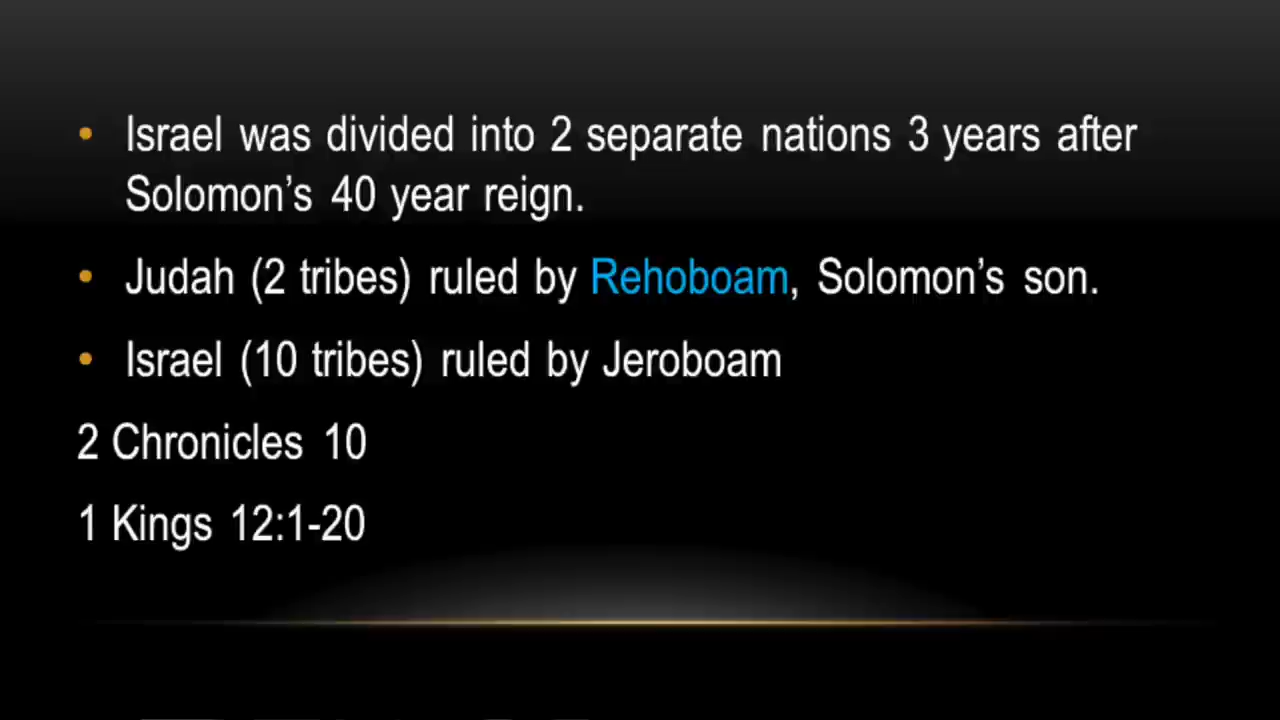 • Israel was divided into 2 separate nations 3 years after
Solomon’s 40 year reign.
• Judah (2 tribes) ruled by Rehoboam, Solomon’s son.
• Israel (10 tribes) ruled by Jeroboam
2 Chronicles 10
1 Kings 12:1-20